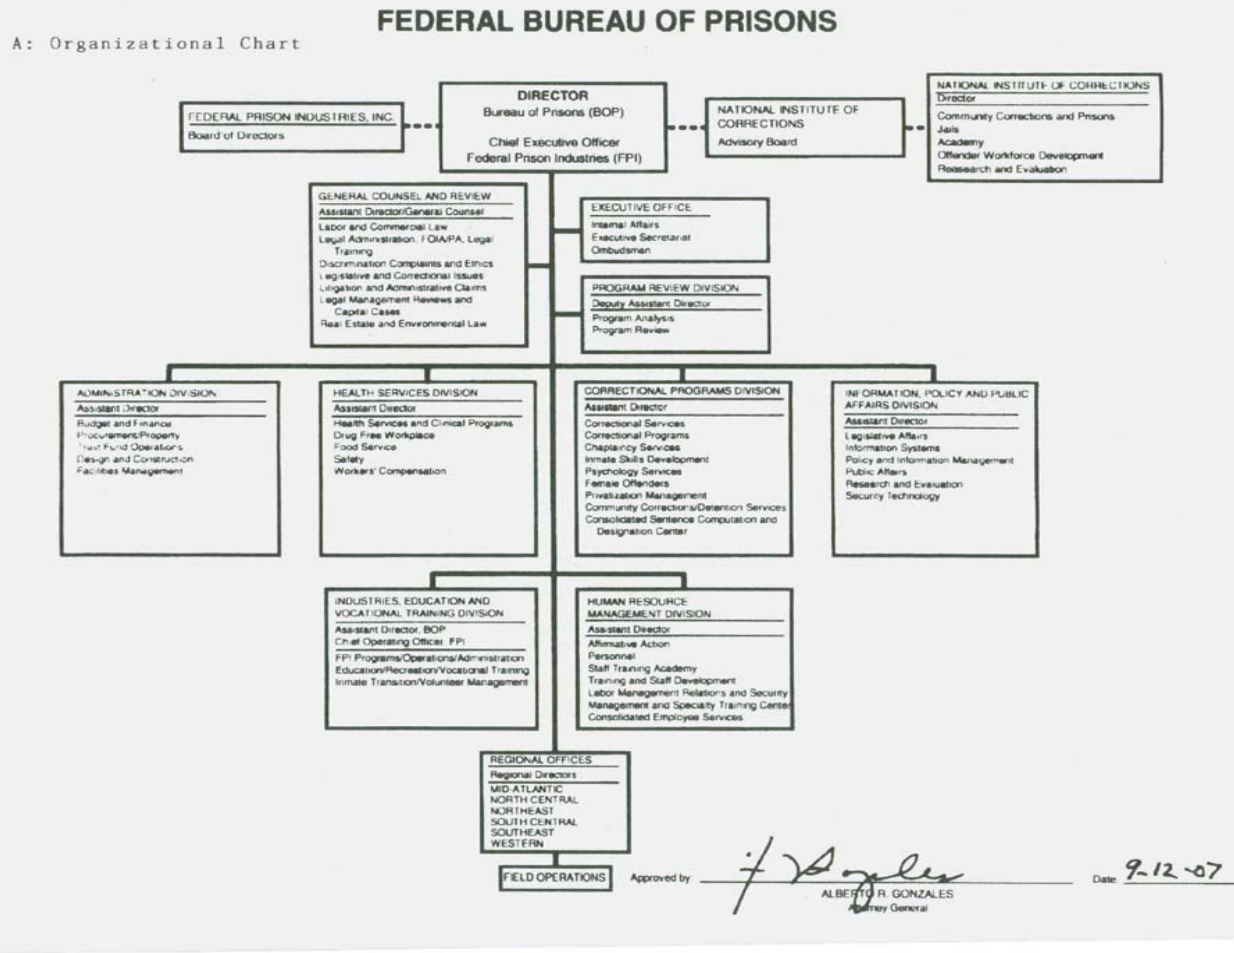 FEDERAL BUREAU OF PRISONS
A: Organizational Chart
DIRECTOR
Bureau of Prisons (BOP)
Chief Executive Officer
Federal Prison Industries (FPI)
FEDERAL PRISON INDUSTRIES, INC.
Board of Directors
NATIONAL INSTITUTE OF
CORRECTIONS
Advisory Board
NATIONAL INSTITUTE OF CORRECTIONS
Director
Community Corrections and Prisons
Jails
Academy
Offender Workforce Development
Reasearch and Evaluation
GENERAL COUNSEL AND REVIEW
Assistant Director/General Counsel
Labor and Commercial Law
Legal Administration, FOIA/PA, Legal
Training
Discrimination Complaints and Ethics
Legislative and Correctional Issues
Litigation and Administrative Claims
Legal Management Reviews and
Capital Cases
Real Estate and Environmental Law
EXECUTIVE OFFICE
Internal Affairs
Executive Secretariat
Ombudsman
PROGRAM REVIEW DIVISION
Deputy Assistant Director
Program Analysis
Program Review
ADMINISTRATION DIVISION
Assistant Director
Budget and Finance
Procurement/Property
Trust Fund Operations
Design and Construction
Facilities Management
HEALTH SERVICES DIVISION
Assistant Director
Health Services and Clinical Programs
Drug Free Workplace
Food Service
Safety
Workers' Compensation
CORRECTIONAL PROGRAMS DIVISION
Assistant Director
Correctional Services
Correctional Programs
Chaplaincy Services
Inmate Skills Development
Psychology Services
Female Offenders
Privatization Management
Community Corrections/Detention Services
Consolidated Sentence Computation and
Designation Center
INFORMATION, POLICY AND PUBLIC
AFFAIRS DIVISION
Assistant Director
Legislative Affairs
Information Systems
Policy and Information Management
Public Affairs
Research and Evaluation
Security Technology
INDUSTRIES, EDUCATION AND
VOCATIONAL TRAINING DIVISION
Assistant Director, BOP
Chief Operating Officer, FPI
FPI Programs/Operations/Administration
Education/Recreation/Vocational Training
Inmate Transition/Volunteer Management
HUMAN RESOURCE
MANAGEMENT DIVISION
Assistant Director
Affirmative Action
Personnel
Staff Training Academy
Training and Staff Development
Labor Management Relations and Security
Management and Specialty Training Center
Consolidated Employee Services
REGIONAL OFFICES
Regional Directors
MID-ATLANTIC
NORTH CENTRAL
NORTHEAST
SOUTH CENTRAL
SOUTHEAST
WESTERN
FIELD OPERATIONS
Approved by
ALBERTO R. GONZALES
Attorney General
Date 9-12-07